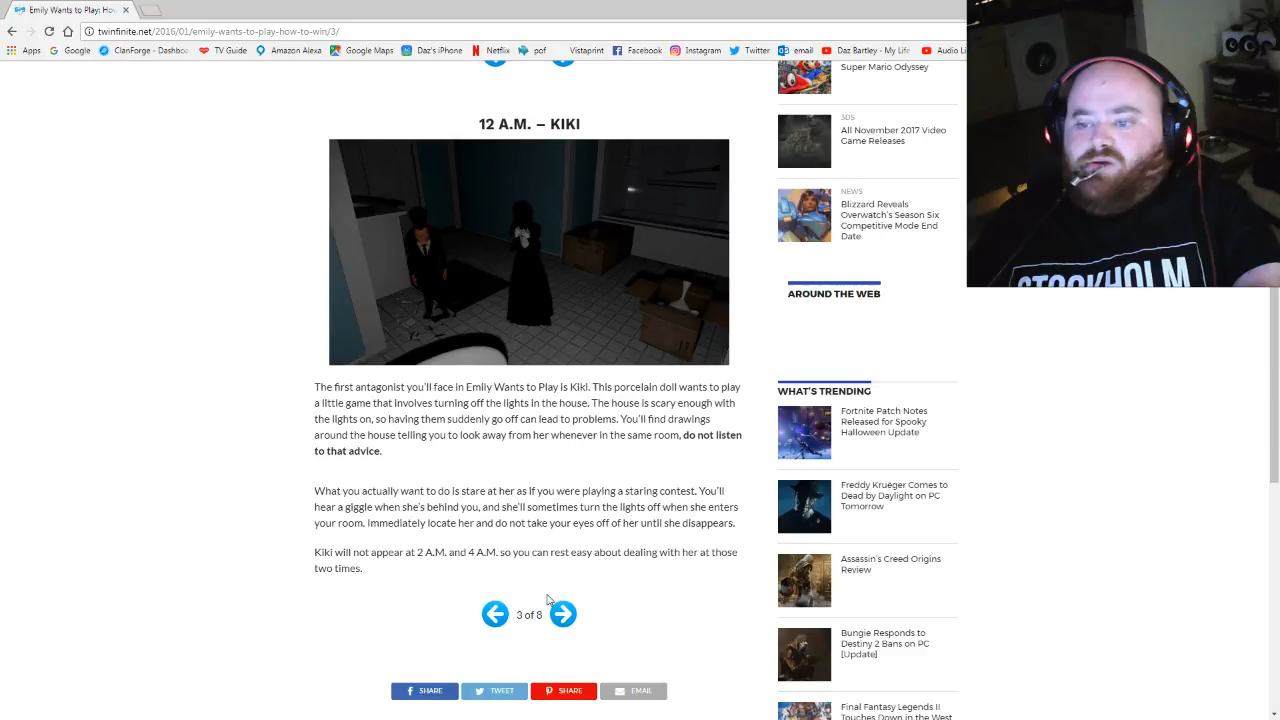 Emily Wants to Play: How to
twinfinite.net/2016/01/emily-wants-to-play-how-to-win/3/
Apps Google ClanForge - Dashbo TV Guide Amazon Alexa Google Maps Daz's iPhone Netflix pof Vistaprint Facebook Instagram Twitter email Daz Bartley - My Life Audio Li
Super Mario Odyssey
3DS
All November 2017 Video
Game Releases
NEWS
Blizzard Reveals
Overwatch's Season Six
Competitive Mode End
Date
AROUND THE WEB
WHAT'S TRENDING
Fortnite Patch Notes
Released for Spooky
Halloween Update
Freddy Krueger Comes to
Dead by Daylight on PC
Tomorrow
Assassin's Creed Origins
Review
Bungie Responds to
Destiny 2 Bans on PC
[Update]
Final Fantasy Legends II
Touches Down in the West
12 A.M. – KIKI
The first antagonist you'll face in Emily Wants to Play is Kiki. This porcelain doll wants to play
a little game that involves turning off the lights in the house. The house is scary enough with
the lights on, so having them suddenly go off can lead to problems. You'll find drawings
around the house telling you to look away from her whenever in the same room, do not listen
to that advice.
What you actually want to do is stare at her as if you were playing a staring contest. You'll
hear a giggle when she's behind you, and she'll sometimes turn the lights off when she enters
your room. Immediately locate her and do not take your eyes off of her until she disappears.
Kiki will not appear at 2 A.M. and 4 A.M. so you can rest easy about dealing with her at those
two times.
3 of 8
SHARE TWEET SHARE EMAIL
STOCKHOLM